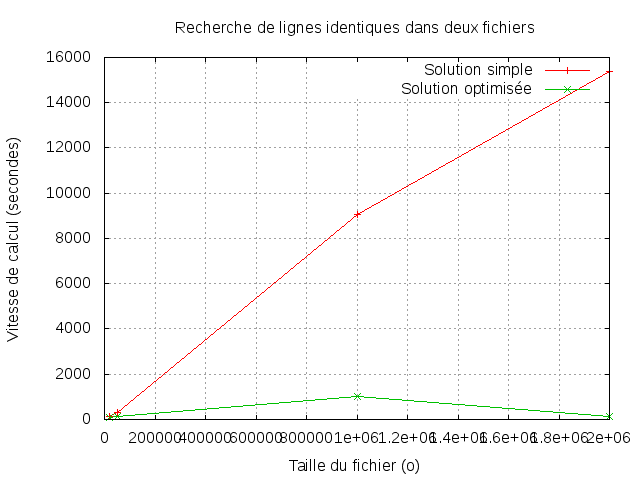 Recherche de lignes identiques dans deux fichiers
Solution simple
Solution optimisée
Vitesse de calcul (secondes)
16000
14000
12000
10000
8000
6000
4000
2000
0
0 200000 400000 600000 800000 1e+06 1.2e+06 1.4e+06 1.6e+06 1.8e+06 2e+06
Taille du fichier (o)